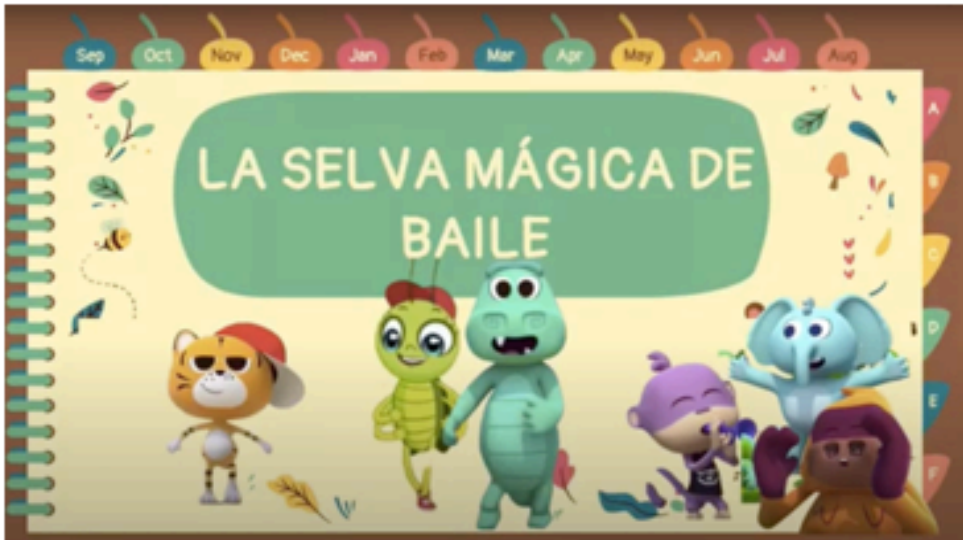 Sep Oct Nov Dec Jan Feb Mar Apr May Jun Jul Aug
LA SELVA MÁGICA DE
BAILE
A
B
C
D
E
F